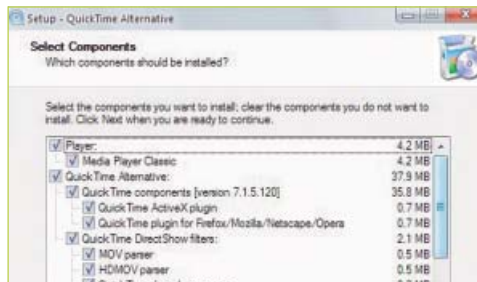 Setup - QuickTime Alternative
Select Components
Which components should be installed?
Select the components you want to install; clear the components you do not want to
install. Click Next when you are ready to continue.
Player: 4.2 MB
Media Player Classic 4.2 MB
QuickTime Alternative: 37.9 MB
QuickTime components [version 7.1.5.120] 35.8 MB
QuickTime ActiveX plugin 0.7 MB
QuickTime plugin for Firefox/Mozilla/Netscape/Opera 0.7 MB
QuickTime DirectShow filters: 2.1 MB
MOV parser 0.5 MB
HDMOV parser 0.5 MB